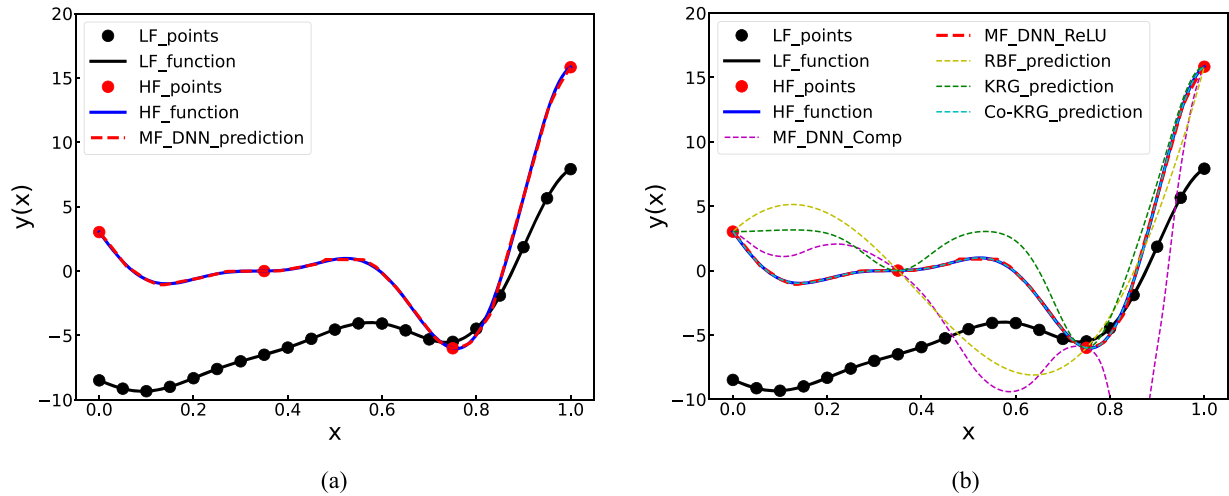 20
15
10
5
0
−5
−10
y(x)
LF_points
LF_function
HF_points
HF_function
MF_DNN_prediction
0.0 0.2 0.4 0.6 0.8 1.0
x
(a)
20
15
10
5
0
−5
−10
y(x)
LF_points
LF_function
HF_points
HF_function
MF_DNN_Comp
MF_DNN_ReLU
RBF_prediction
KRG_prediction
Co-KRG_prediction
0.0 0.2 0.4 0.6 0.8 1.0
x
(b)